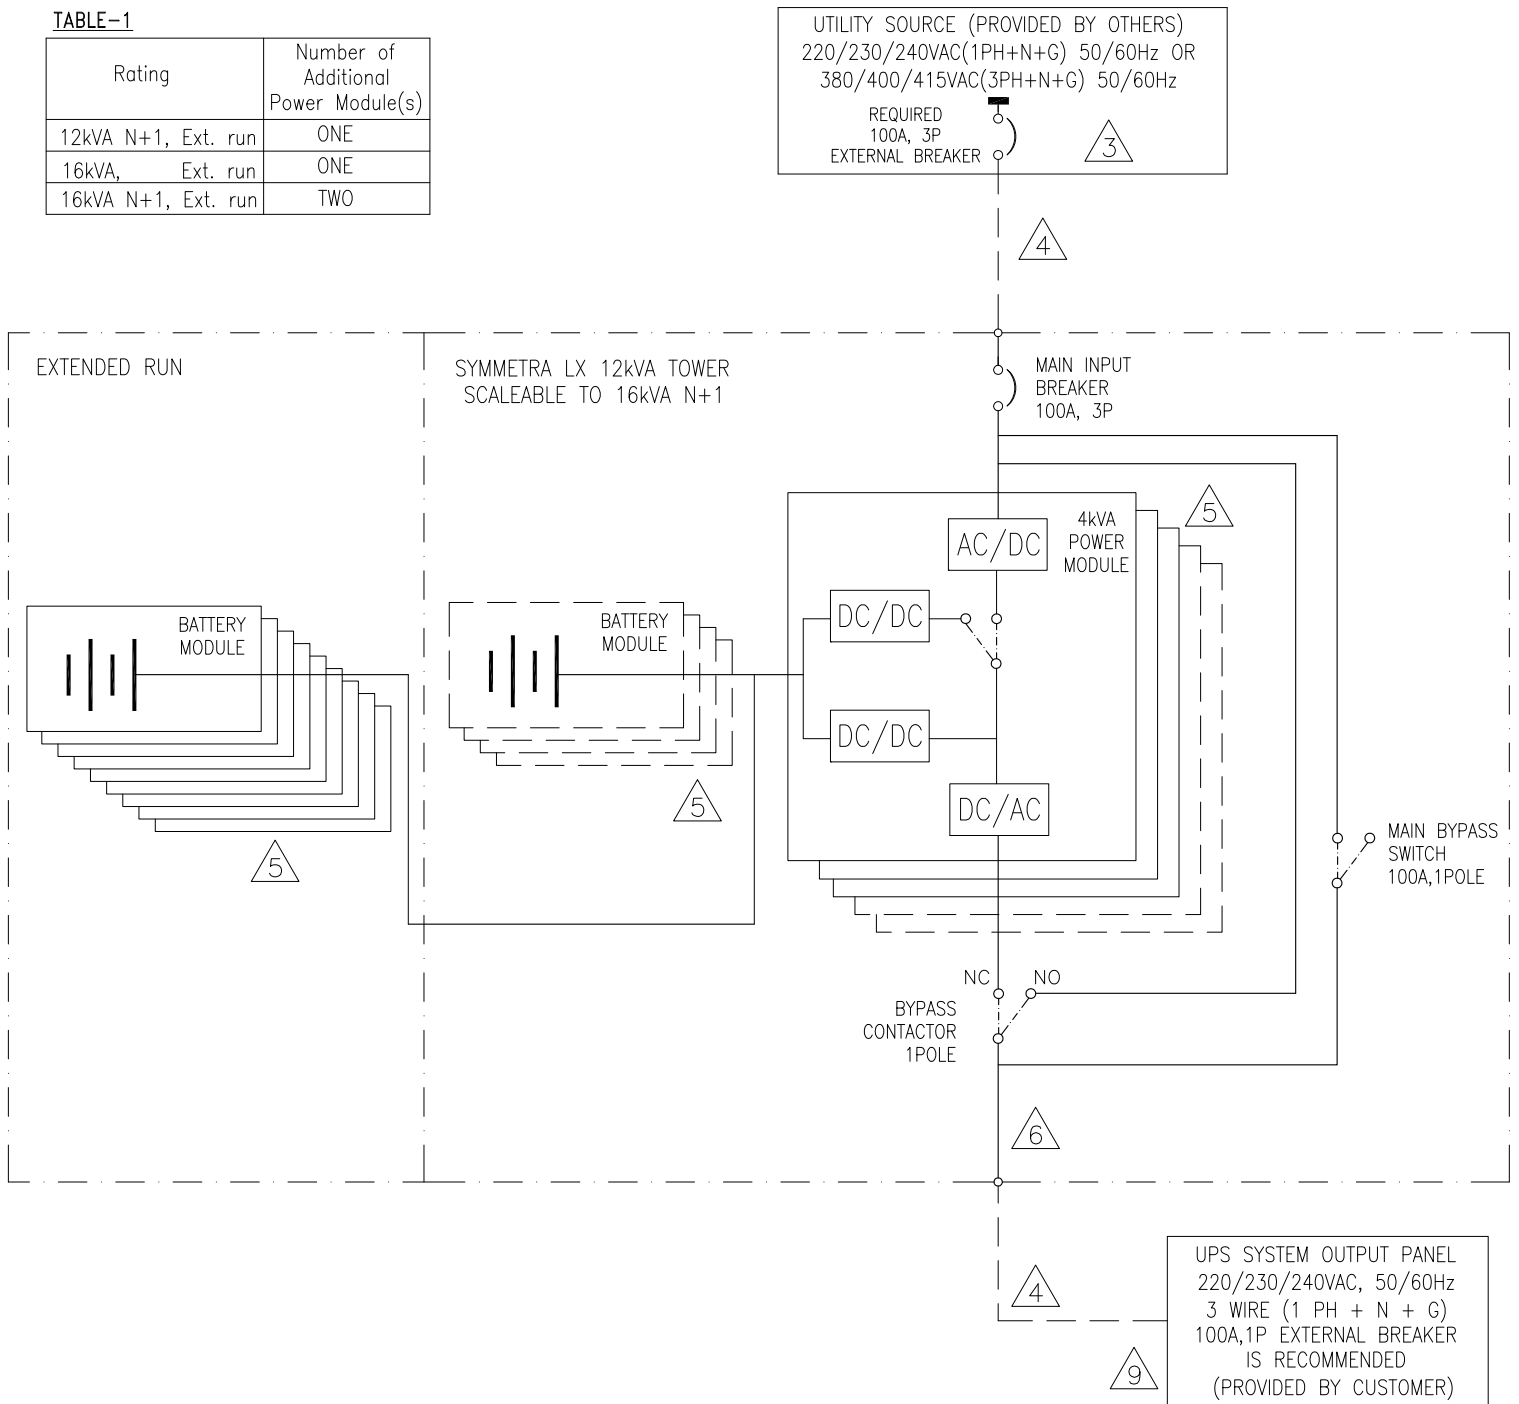 TABLE-1
Rating
Number of
Additional
Power Module(s)
12kVA N+1, Ext. run
ONE
16kVA, Ext. run
ONE
16kVA N+1, Ext. run
TWO
UTILITY SOURCE (PROVIDED BY OTHERS)
220/230/240VAC(1PH+N+G) 50/60Hz OR
380/400/415VAC(3PH+N+G) 50/60Hz
REQUIRED
100A, 3P
EXTERNAL BREAKER
3
4
EXTENDED RUN
SYMMETRA LX 12kVA TOWER
SCALEABLE TO 16kVA N+1
MAIN INPUT
BREAKER
100A, 3P
5
4kVA
POWER
MODULE
AC/DC
DC/DC
DC/DC
DC/AC
BATTERY
MODULE
5
BATTERY
MODULE
5
MAIN BYPASS
SWITCH
100A,1POLE
NC
NO
BYPASS
CONTACTOR
1POLE
6
4
9
UPS SYSTEM OUTPUT PANEL
220/230/240VAC, 50/60Hz
3 WIRE (1 PH + N + G)
100A,1P EXTERNAL BREAKER
IS RECOMMENDED
(PROVIDED BY CUSTOMER)